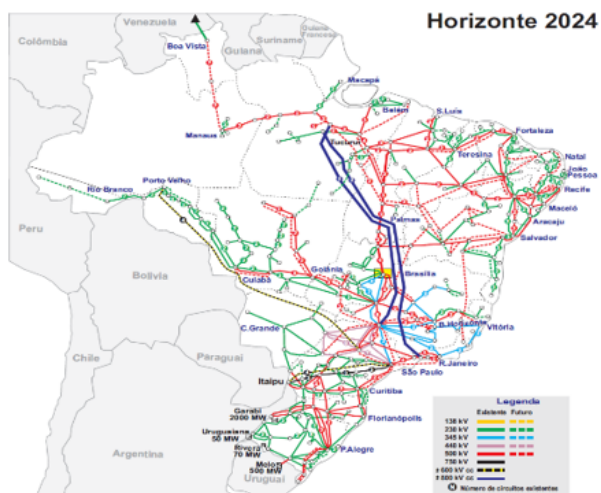 Horizonte 2024
Venezuela
Colômbia
Guiana
Suriname
Guiana
Francesa
Boa Vista
Macapá
Manaus
Belém
S.Luís
Fortaleza
Tucuruí
Teresina
Natal
João
Pessoa
Recife
Porto Velho
Rio Branco
Palmas
Maceió
Aracaju
Salvador
Peru
Bolívia
Cuiabá
Goiânia
Brasília
C.Grande
B.Horizonte
Vitória
Chile
Paraguai
R.Janeiro
São Paulo
Itaipu
Curitiba
Garabi
2000 MW
Florianópolis
Uruguaiana
50 MW
Rivera
70 MW
P.Alegre
Melo
500 MW
Uruguai
Argentina
Legenda
Existente Futuro
138 kV
230 kV
345 kV
440 kV
500 kV
750 kV
±600 kV cc
±800 kV cc
Número de circuitos existentes